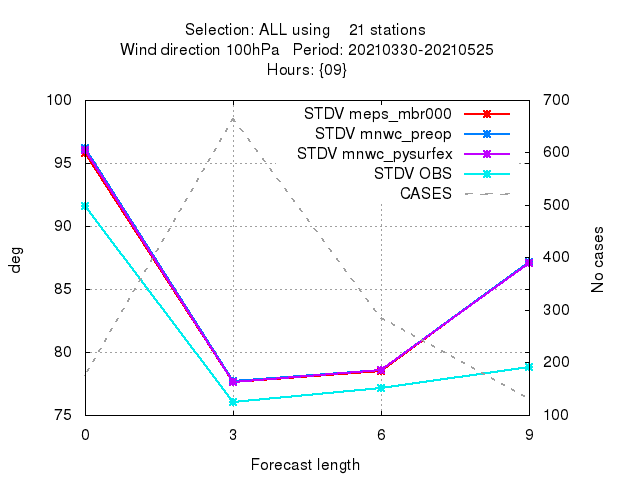 Selection: ALL using    21 stations
Wind direction 100hPa   Period: 20210330-20210525
Hours: {09}
STDV meps_mbr000
STDV mnwc_preop
STDV mnwc_pysurfex
STDV OBS
CASES
100
95
90
85
80
75
deg
700
600
500
400
300
200
100
No cases
0 3 6 9
Forecast length